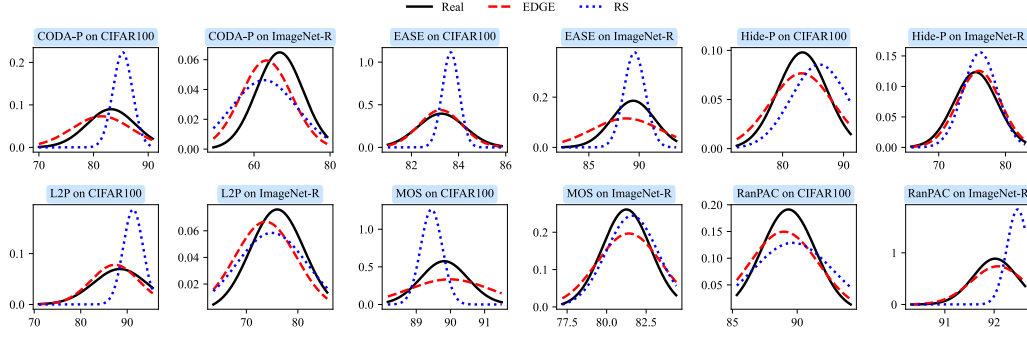 Real EDGE RS
CODA-P on CIFAR100 CODA-P on ImageNet-R EASE on CIFAR100 EASE on ImageNet-R Hide-P on CIFAR100 Hide-P on ImageNet-R
0.2 0.1 0.0
70 80 90
0.06 0.04 0.02 0.00
60 80
1.0 0.5 0.0
82 84 86
0.2 0.0
85 90
0.10 0.05 0.00
80 90
0.15 0.10 0.05 0.00
70 80
L2P on CIFAR100 L2P on ImageNet-R MOS on CIFAR100 MOS on ImageNet-R RanPAC on CIFAR100 RanPAC on ImageNet-R
0.1 0.0
70 80 90
0.06 0.04 0.02
70 80
1.0 0.5 0.0
89 90 91
0.3 0.2 0.1 0.0
77.5 80.0 82.5
0.20 0.15 0.10 0.05
85 90
1 0
91 92